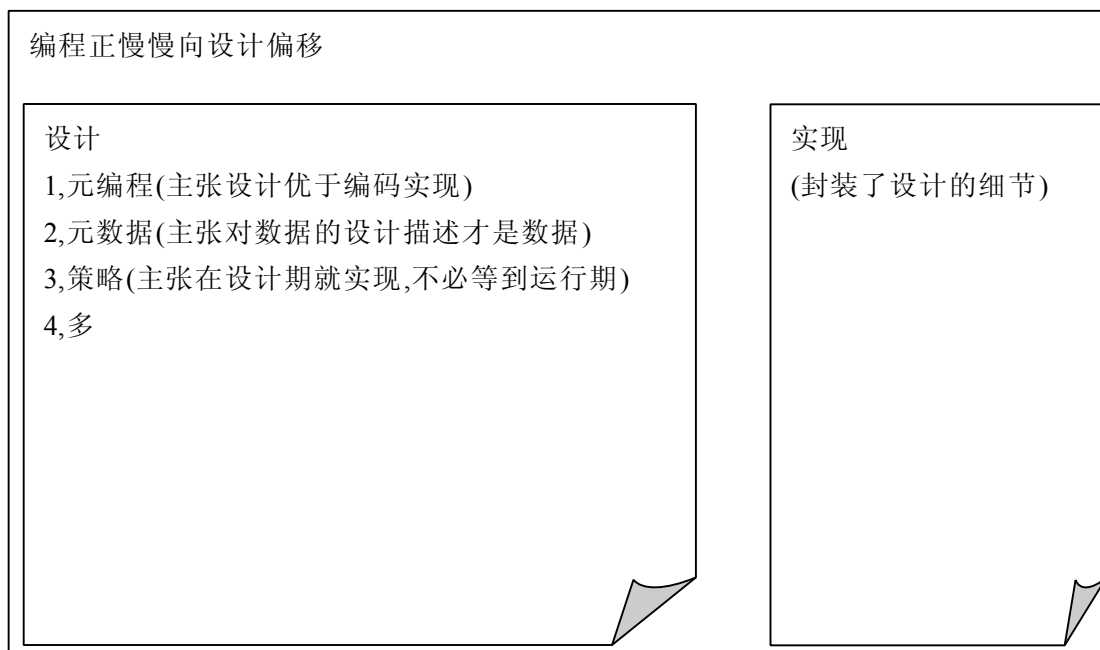 编程正慢慢向设计偏移
设计
1,元编程(主张设计优于编码实现)
2,元数据(主张对数据的设计描述才是数据)
3,策略(主张在设计期就实现,不必等到运行期)
4,多
实现
(封装了设计的细节)